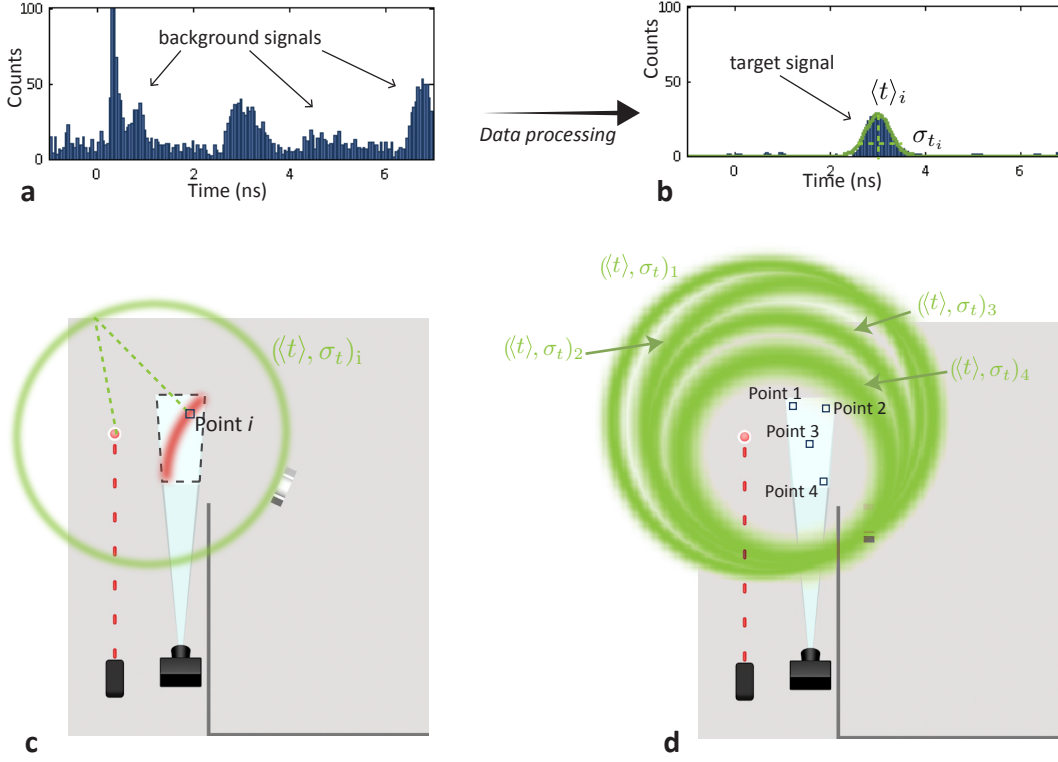 100
50
0
Counts
background signals
0
2
4
6
Time (ns)
a
Data processing
100
50
0
Counts
target signal
⟨t⟩ᵢ
σₜᵢ
0
2
4
6
Time (ns)
b
(⟨t⟩, σₜ)ᵢ
Point i
c
(⟨t⟩, σₜ)₁
(⟨t⟩, σₜ)₂
(⟨t⟩, σₜ)₃
(⟨t⟩, σₜ)₄
Point 1
Point 2
Point 3
Point 4
d